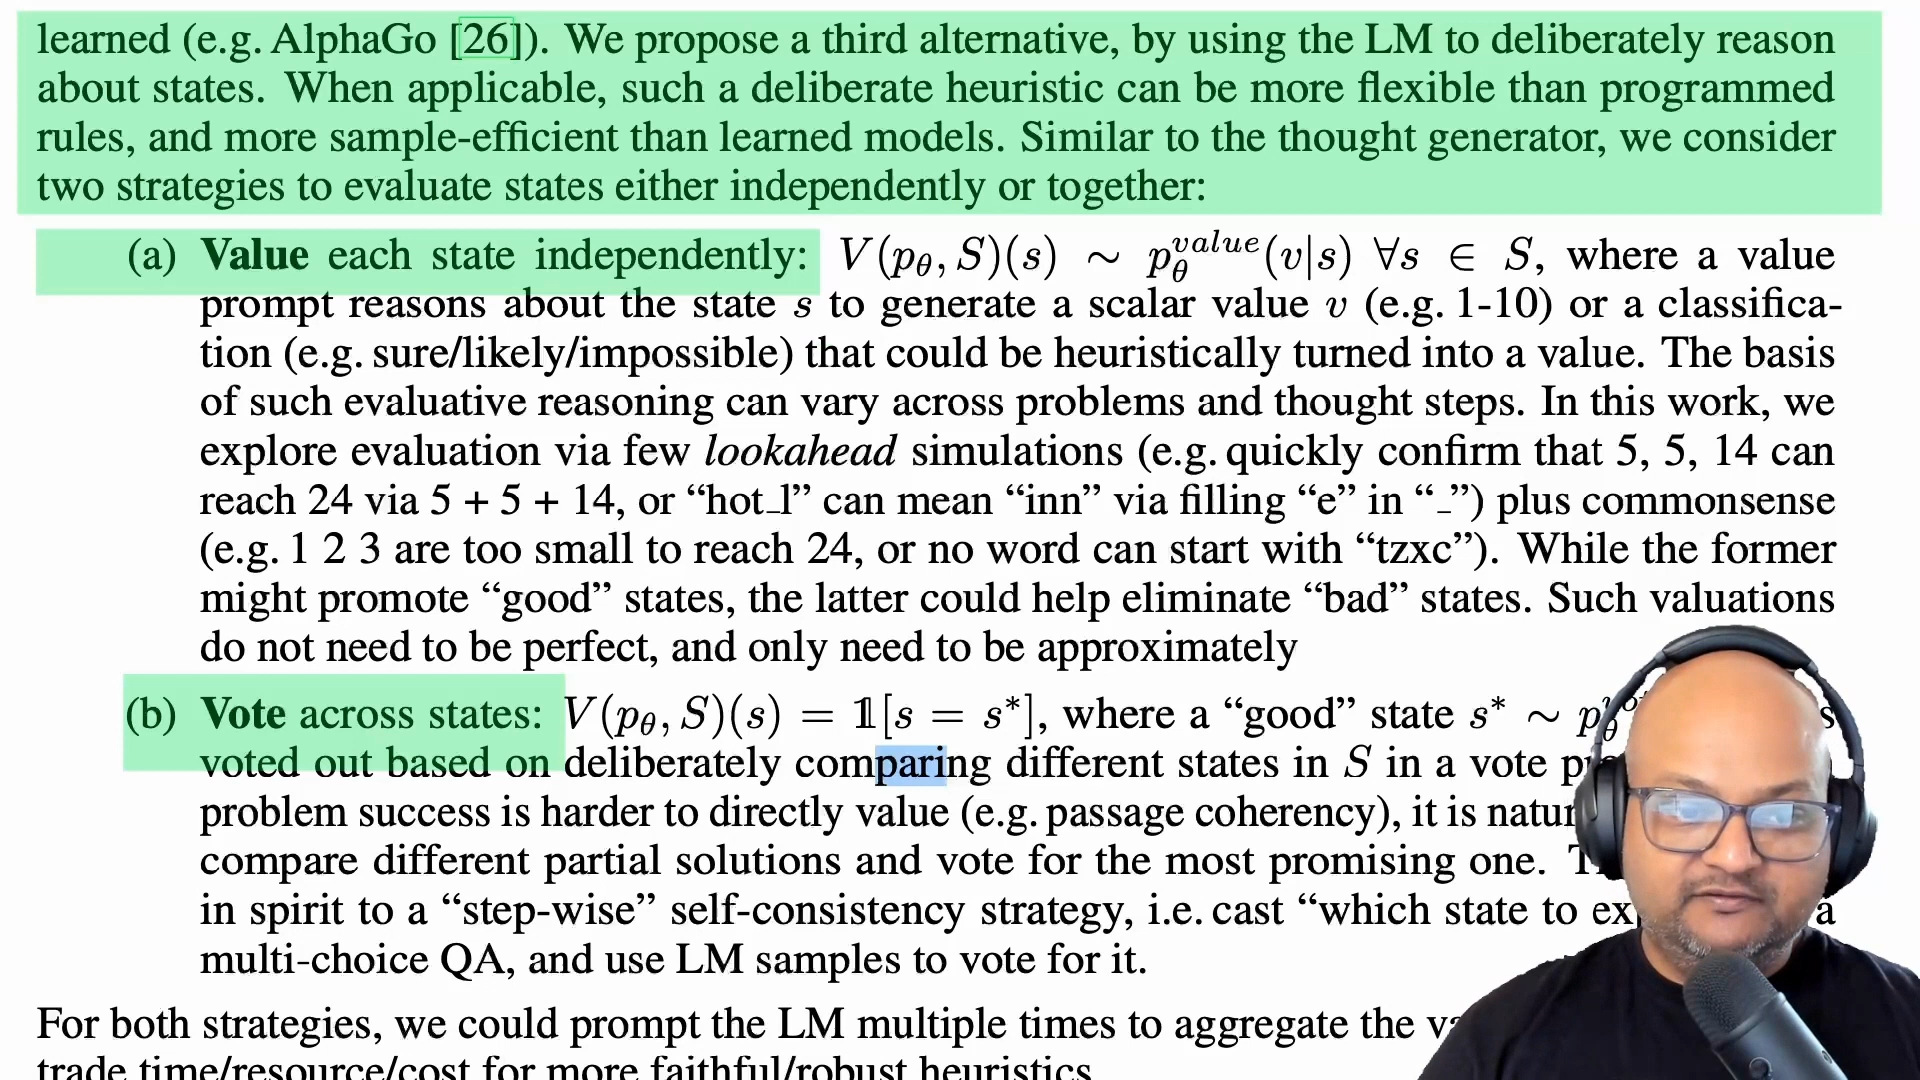 learned (e.g. AlphaGo [26]). We propose a third alternative, by using the LM to deliberately reason
about states. When applicable, such a deliberate heuristic can be more flexible than programmed
rules, and more sample-efficient than learned models. Similar to the thought generator, we consider
two strategies to evaluate states either independently or together:
(a) Value each state independently: V(pθ, S)(s) ∼ pθ^value(v|s) ∀s ∈ S, where a value
prompt reasons about the state s to generate a scalar value v (e.g. 1-10) or a classifica-
tion (e.g. sure/likely/impossible) that could be heuristically turned into a value. The basis
of such evaluative reasoning can vary across problems and thought steps. In this work, we
explore evaluation via few lookahead simulations (e.g. quickly confirm that 5, 5, 14 can
reach 24 via 5 + 5 + 14, or “hot_l” can mean “inn” via filling “e” in “_”) plus commonsense
(e.g. 1 2 3 are too small to reach 24, or no word can start with “tzxc”). While the former
might promote “good” states, the latter could help eliminate “bad” states. Such valuations
do not need to be perfect, and only need to be approximately
(b) Vote across states: V(pθ, S)(s) = 𝟙[s = s*], where a “good” state s* ∼ pθ
voted out based on deliberately comparing different states in S in a vote
problem success is harder to directly value (e.g. passage coherency), it is
compare different partial solutions and vote for the most promising one.
in spirit to a “step-wise” self-consistency strategy, i.e. cast “which state to a
multi-choice QA, and use LM samples to vote for it.
For both strategies, we could prompt the LM multiple times to aggregate the
trade time/resource/cost for more faithful/robust heuristics